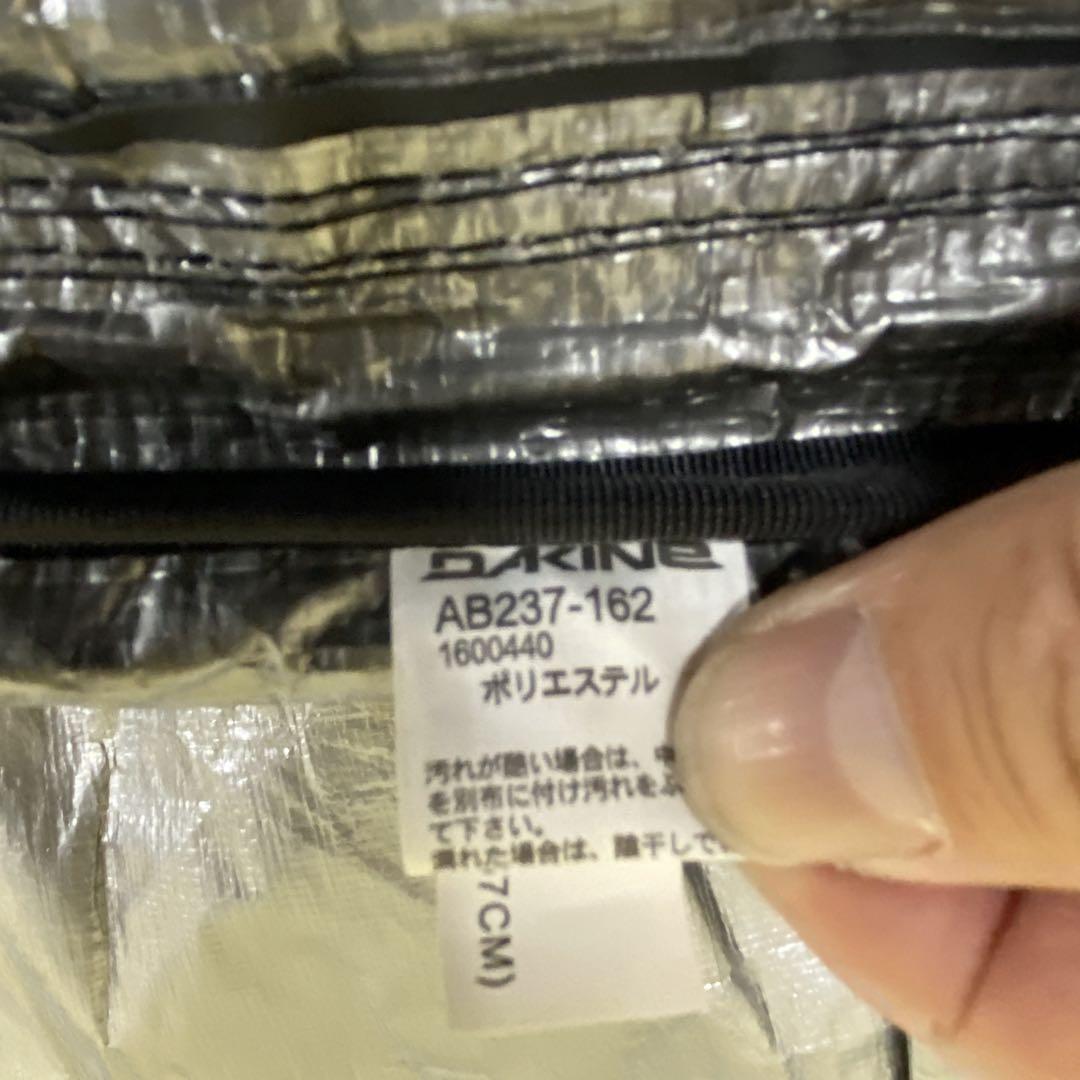 DAKINE
AB237-162
1600440
ポリエステル
汚れが酷い場合は、中
を別布に付け汚れをふ
て下さい。
濡れた場合は、陰干して
7CM)